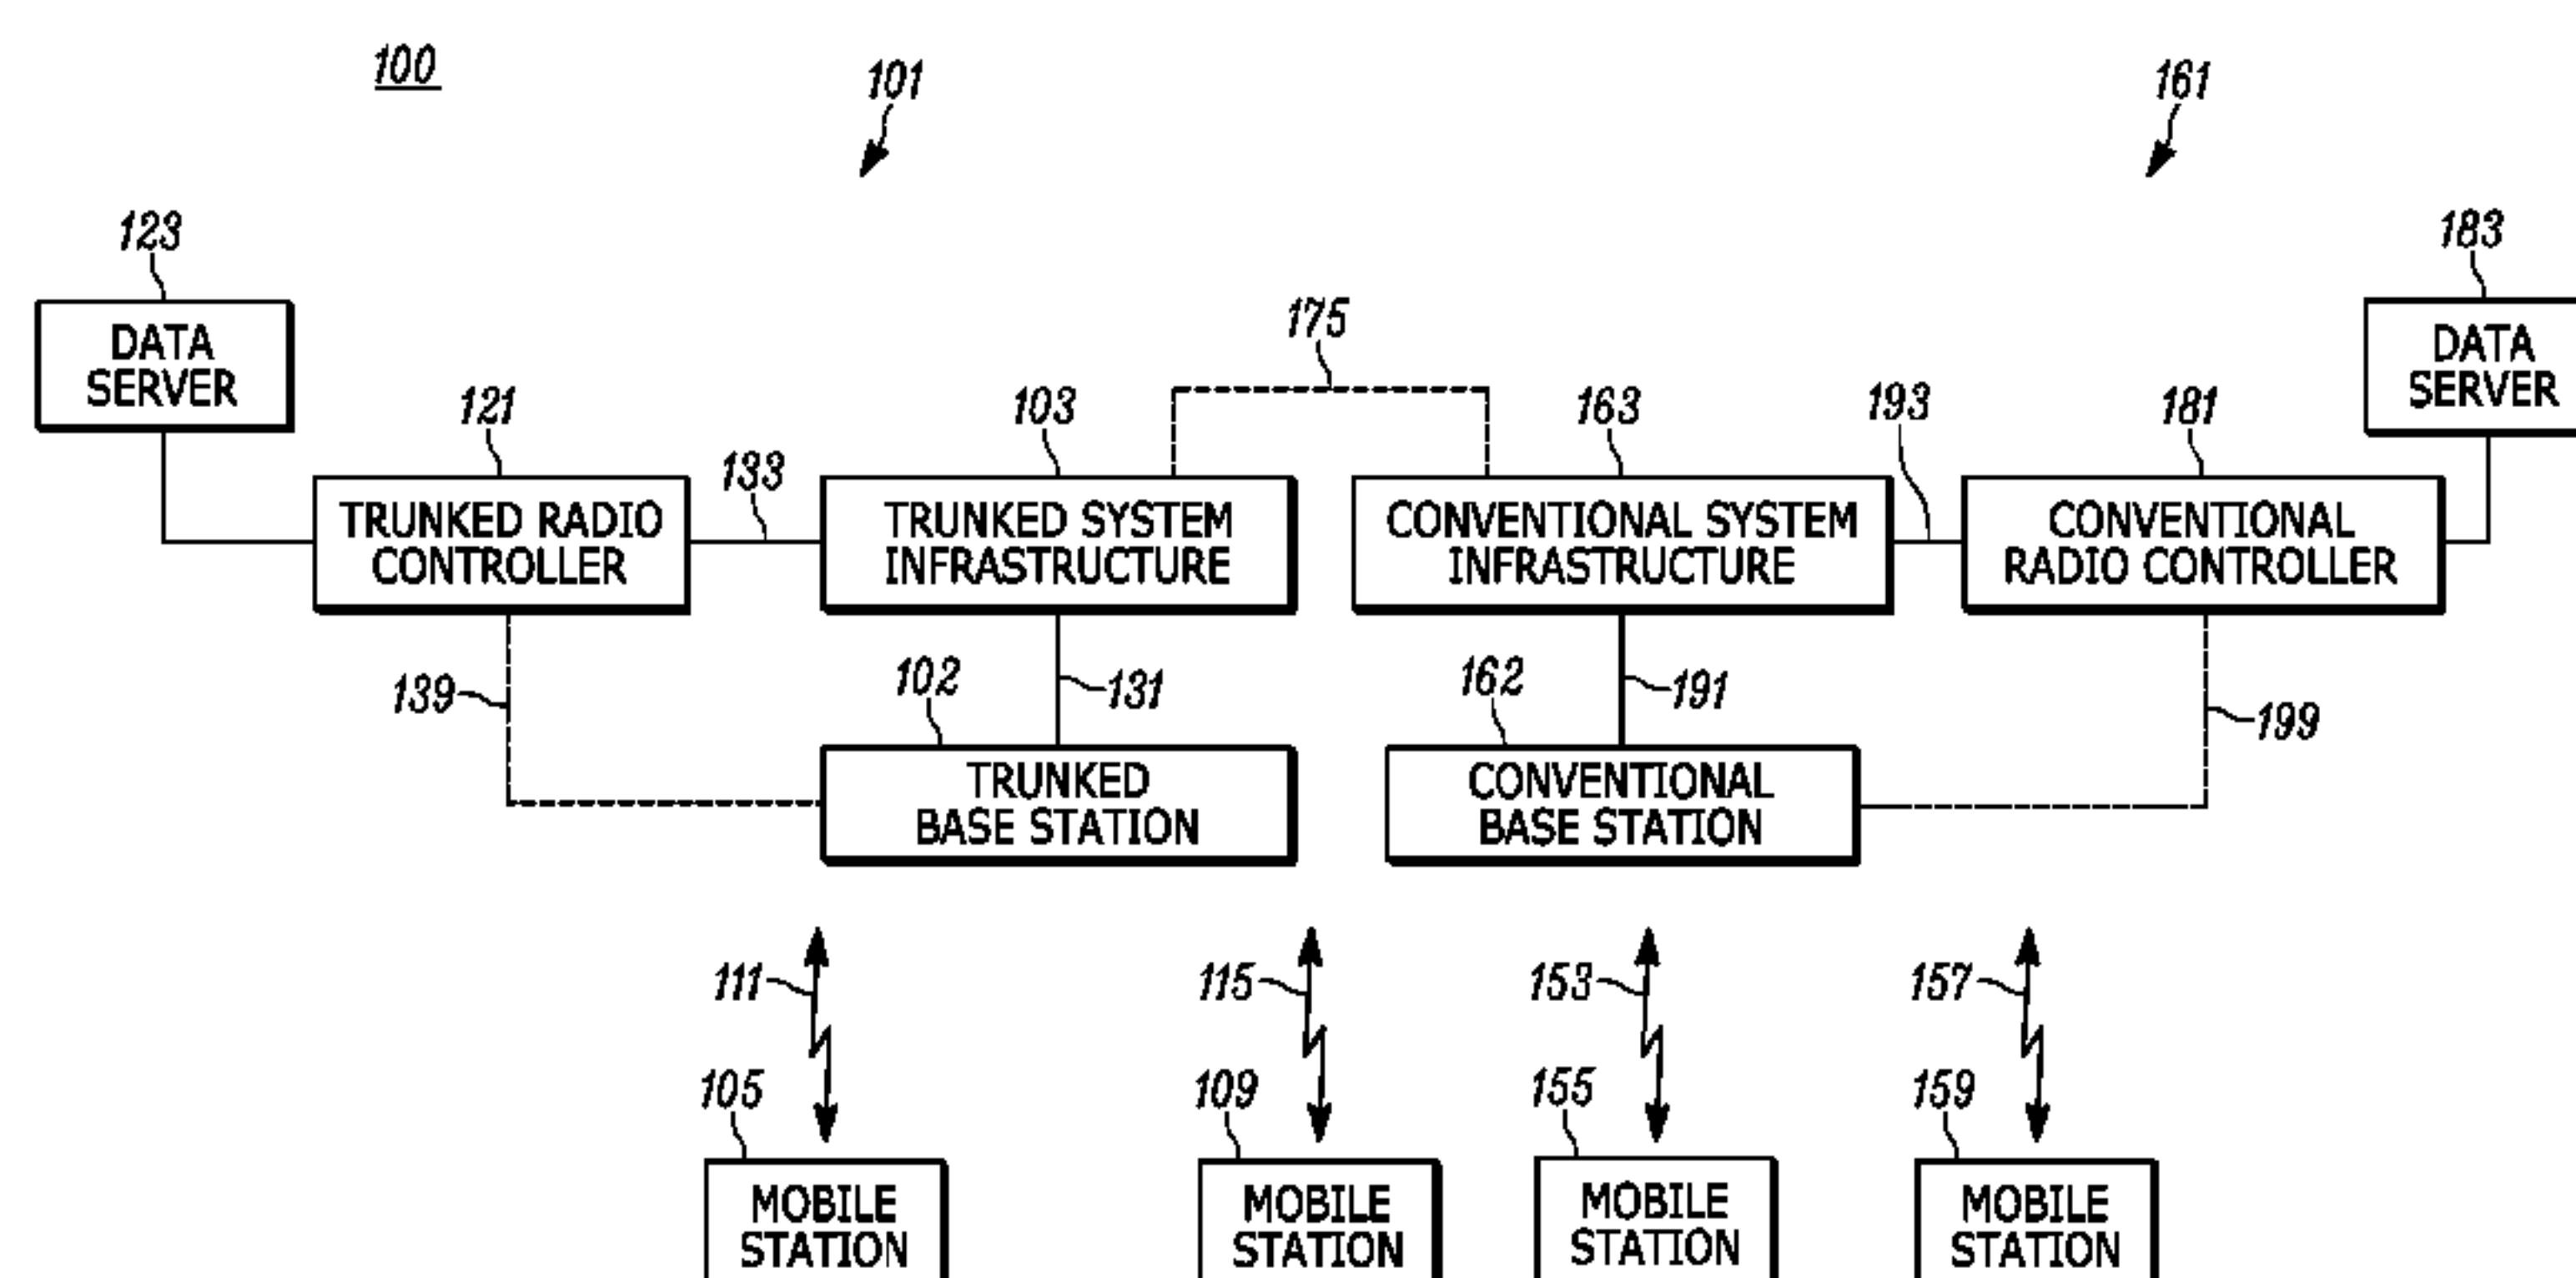 100
101
161
123
183
DATA
SERVER
DATA
SERVER
175
121
103
163
193
181
133
TRUNKED RADIO
CONTROLLER
TRUNKED SYSTEM
INFRASTRUCTURE
CONVENTIONAL SYSTEM
INFRASTRUCTURE
CONVENTIONAL
RADIO CONTROLLER
139
102
131
162
191
199
TRUNKED
BASE STATION
CONVENTIONAL
BASE STATION
111
115
153
157
105
109
155
159
MOBILE
STATION
MOBILE
STATION
MOBILE
STATION
MOBILE
STATION